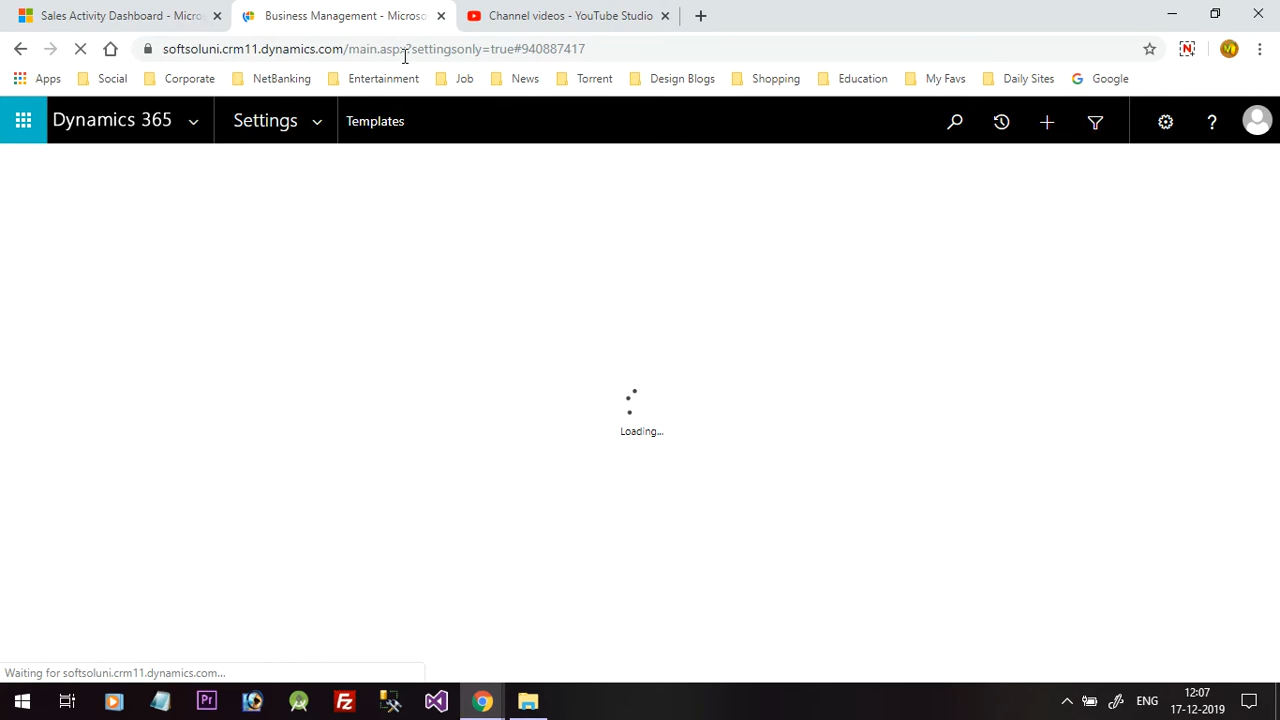 Sales Activity Dashboard - Micros
Business Management - Microso
Channel videos - YouTube Studio
softsoluni.crm11.dynamics.com/main.aspx?settingsonly=true#940887417
Apps
Social
Corporate
NetBanking
Entertainment
Job
News
Torrent
Design Blogs
Shopping
Education
My Favs
Daily Sites
Google
Dynamics 365
Settings
Templates
Loading...
Waiting for softsoluni.crm11.dynamics.com...
ENG
12:07
17-12-2019